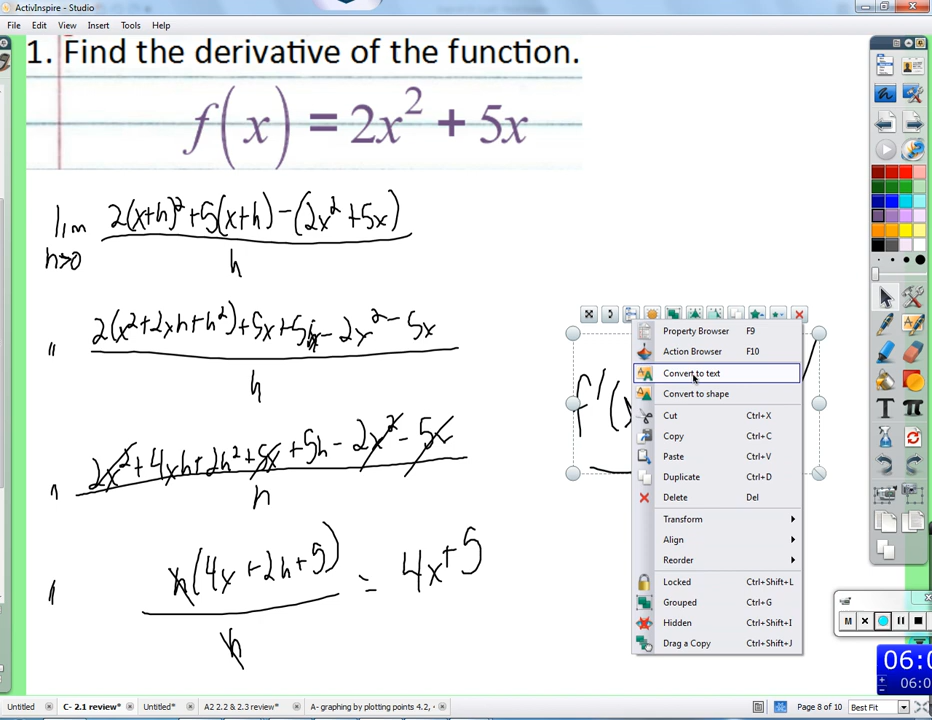 ActivInspire - Studio
File Edit View Insert Tools Help
1. Find the derivative of the function.
f(x) = 2x² + 5x
lim h→0 2(x+h)² + 5(x+h) - (2x² + 5x)
h
" 2(x² + 2xh + h²) + 5x + 5h - 2x² - 5x
h
" 2x² + 4xh + 2h² + 5x + 5h - 2x² - 5x
h
" h(4x + 2h + 5) = 4x + 5
h
f'(x
Property Browser F9
Action Browser F10
Convert to text
Convert to shape
Cut Ctrl+X
Copy Ctrl+C
Paste Ctrl+V
Duplicate Ctrl+D
Delete Del
Transform
Align
Reorder
Locked Ctrl+Shift+L
Grouped Ctrl+G
Hidden Ctrl+Shift+I
Drag a Copy Ctrl+Shift+J
M
06:0
06:0
Untitled C- 2.1 review* Untitled* A2 2.2 & 2.3 review* A- graphing by plotting points 4.2, 4 Page 8 of 10 Best Fit